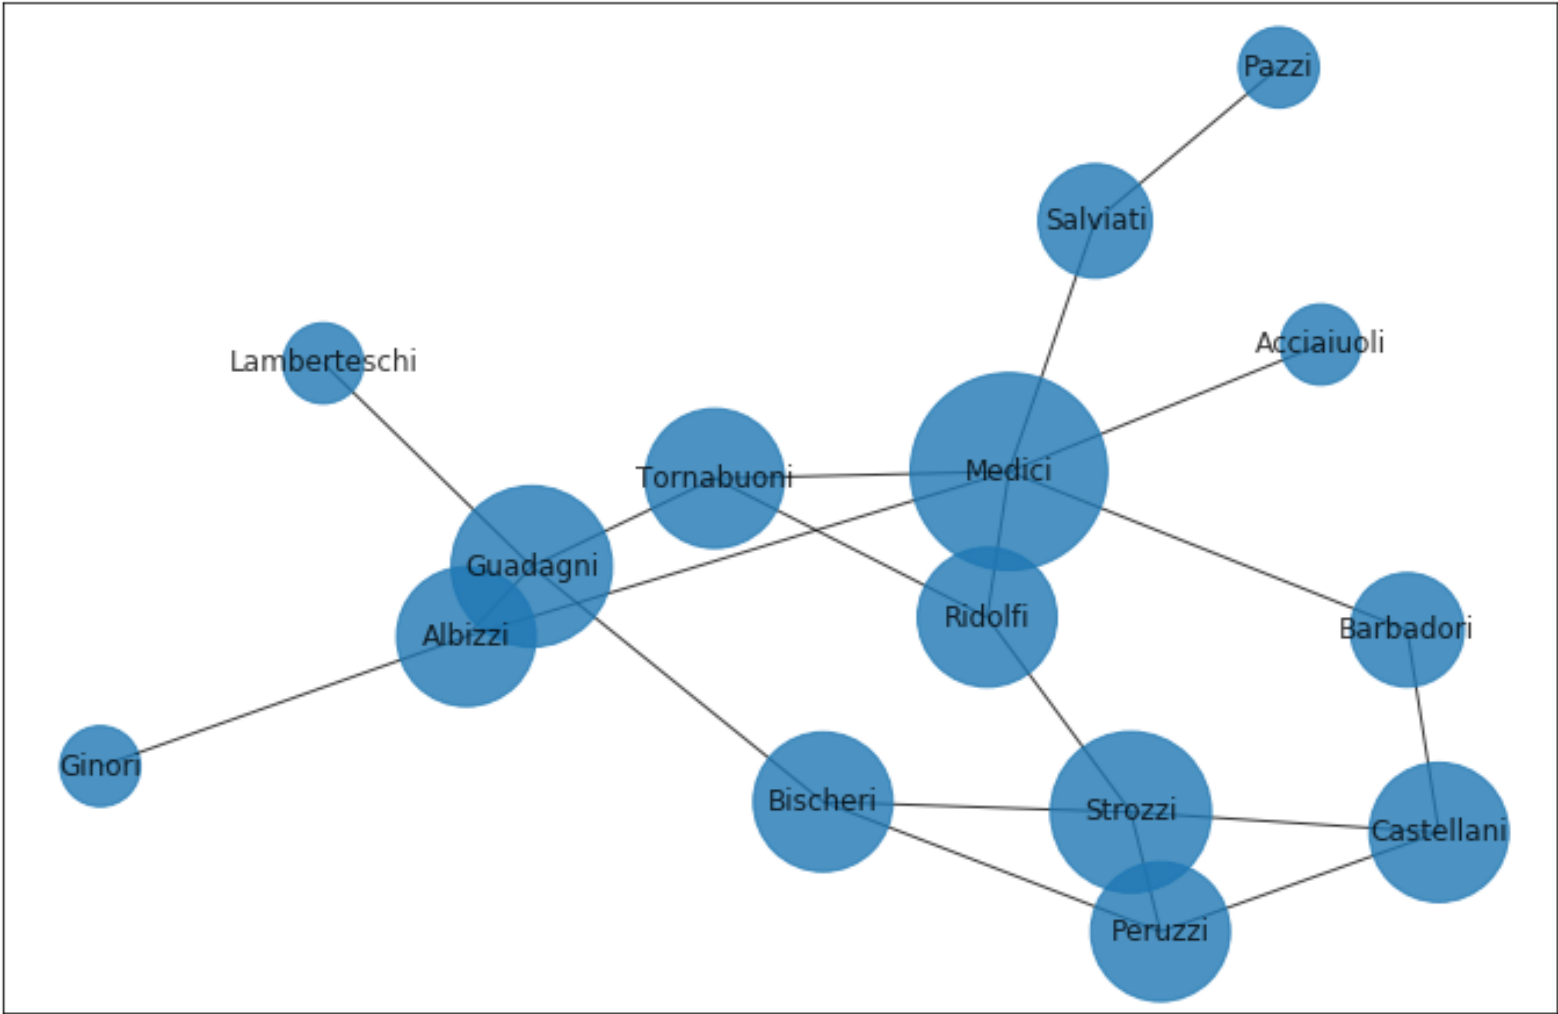 Pazzi
Salviati
Acciaiuoli
Lamberteschi
Medici
Tornabuoni
Guadagni
Ridolfi
Barbadori
Albizzi
Ginori
Bischeri
Strozzi
Castellani
Peruzzi